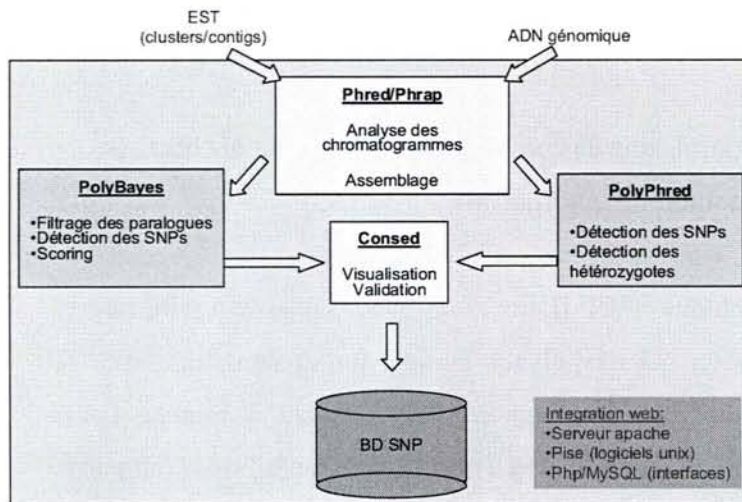 EST
(clusters/contigs)
ADN génomique
Phred/Phrap
Analyse des
chromatogrammes
Assemblage
PolyBayes
•Filtrage des paralogues
•Détection des SNPs
•Scoring
PolyPhred
•Détection des SNPs
•Détection des
hétérozygotes
Consed
Visualisation
Validation
BD SNP
Integration web:
•Serveur apache
•Pise (logiciels unix)
•Php/MySQL (interfaces)